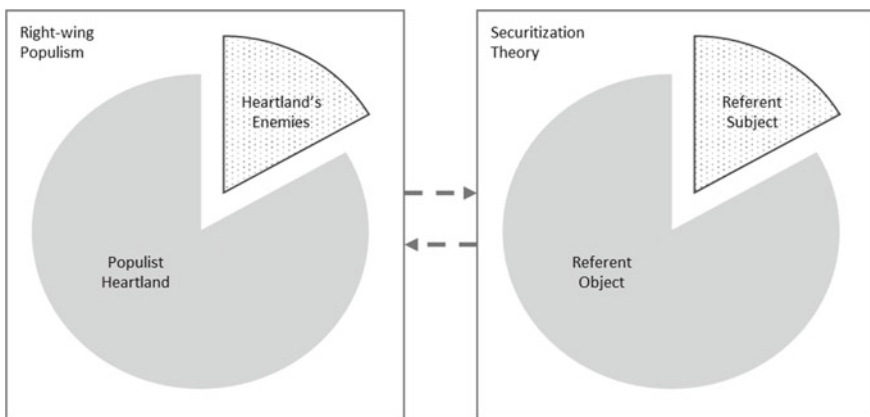 Right-wing
Populism
Heartland's
Enemies
Populist
Heartland
Securitization
Theory
Referent
Subject
Referent
Object